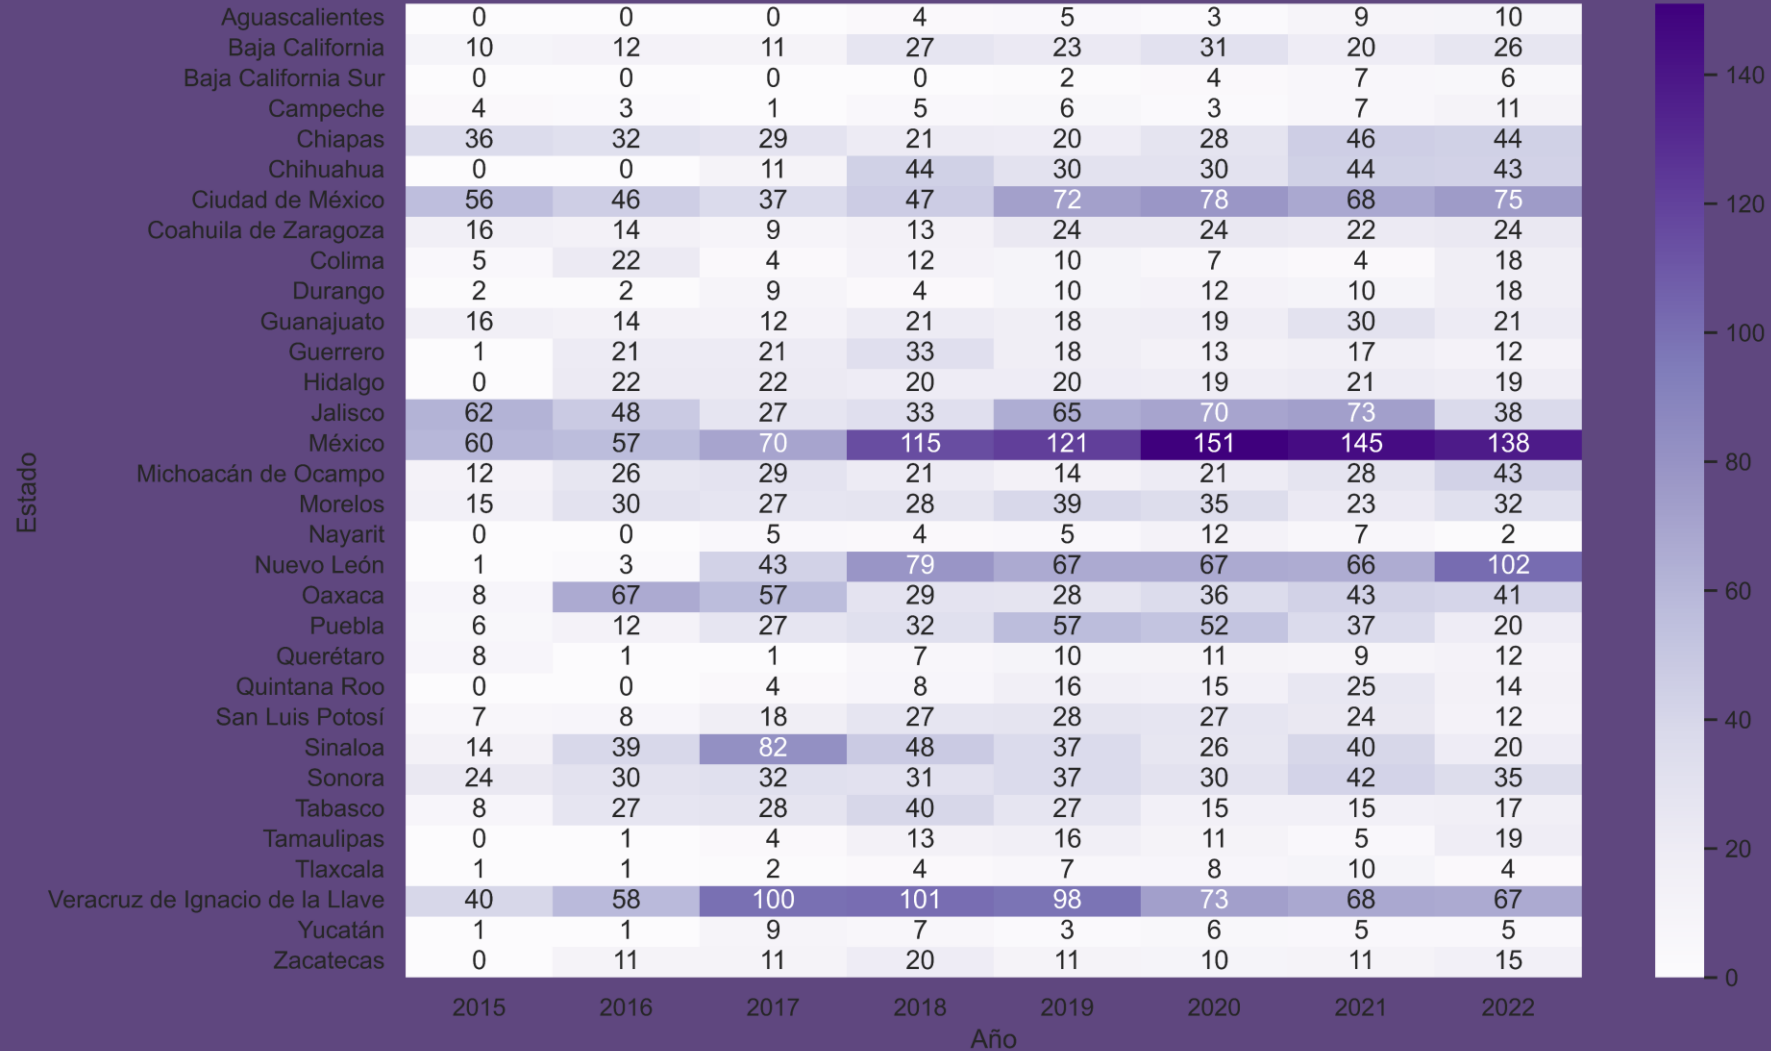 Aguascalientes 0 0 0 4 5 3 9 10
Baja California 10 12 11 27 23 31 20 26
Baja California Sur 0 0 0 0 2 4 7 6
140
Campeche 4 3 1 5 6 3 7 11
Chiapas 36 32 29 21 20 28 46 44
Chihuahua 0 0 11 44 30 30 44 43
Ciudad de México 56 46 37 47 72 78 68 75
120
Coahuila de Zaragoza 16 14 9 13 24 24 22 24
Colima 5 22 4 12 10 7 4 18
Durango 2 2 9 4 10 12 10 18
Guanajuato 16 14 12 21 18 19 30 21
100
Guerrero 1 21 21 33 18 13 17 12
Hidalgo 0 22 22 20 20 19 21 19
Jalisco 62 48 27 33 65 70 73 38
México 60 57 70 115 121 151 145 138
80
Michoacán de Ocampo 12 26 29 21 14 21 28 43
Estado
Morelos 15 30 27 28 39 35 23 32
Nayarit 0 0 5 4 5 12 7 2
Nuevo León 1 3 43 79 67 67 66 102
60
Oaxaca 8 67 57 29 28 36 43 41
Puebla 6 12 27 32 57 52 37 20
Querétaro 8 1 1 7 10 11 9 12
Quintana Roo 0 0 4 8 16 15 25 14
San Luis Potosí 7 8 18 27 28 27 24 12
40
Sinaloa 14 39 82 48 37 26 40 20
Sonora 24 30 32 31 37 30 42 35
Tabasco 8 27 28 40 27 15 15 17
Tamaulipas 0 1 4 13 16 11 5 19
20
Tlaxcala 1 1 2 4 7 8 10 4
Veracruz de Ignacio de la Llave 40 58 100 101 98 73 68 67
Yucatán 1 1 9 7 3 6 5 5
Zacatecas 0 11 11 20 11 10 11 15
0
2015 2016 2017 2018 2019 2020 2021 2022
Año